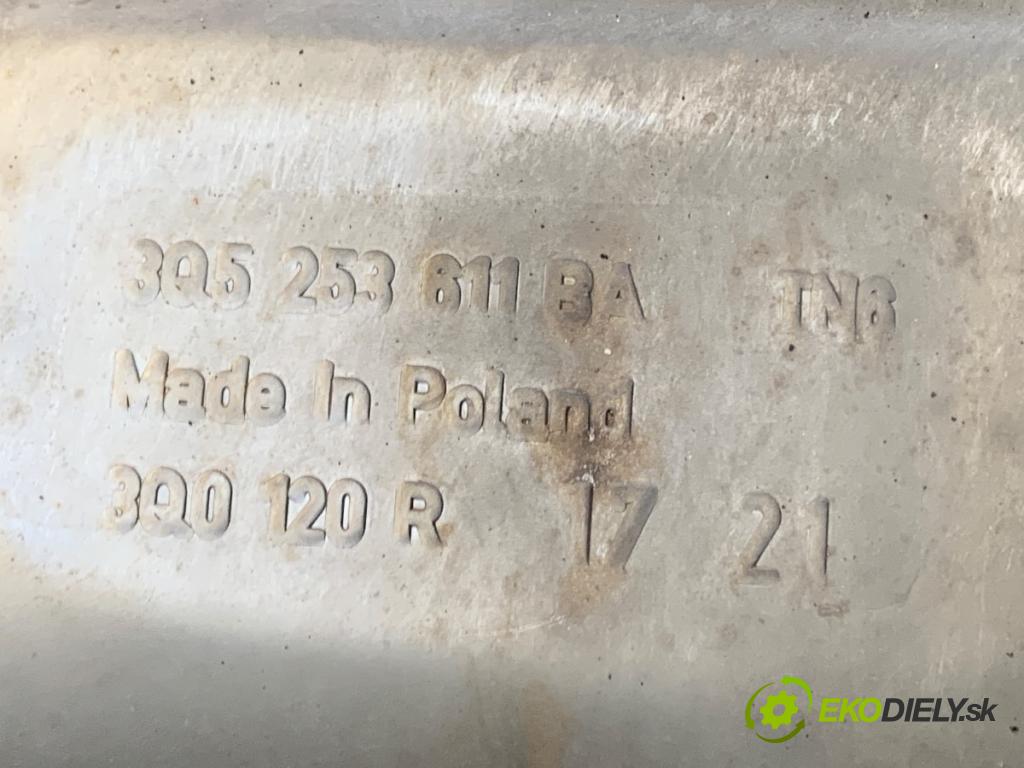 3Q5 253 611 BA TN6
Made In Poland
3Q0 120 R 17 21
EKODIELY.sk